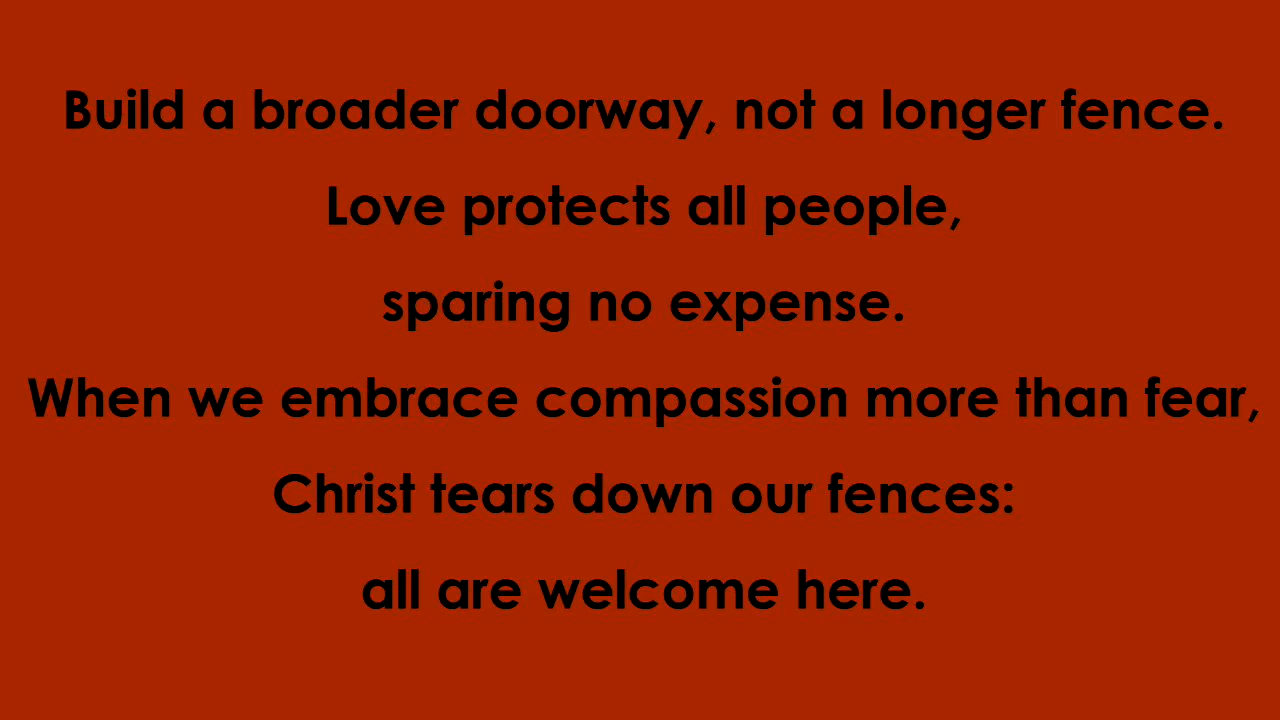 Build a broader doorway, not a longer fence.
Love protects all people,
sparing no expense.
When we embrace compassion more than fear,
Christ tears down our fences:
all are welcome here.